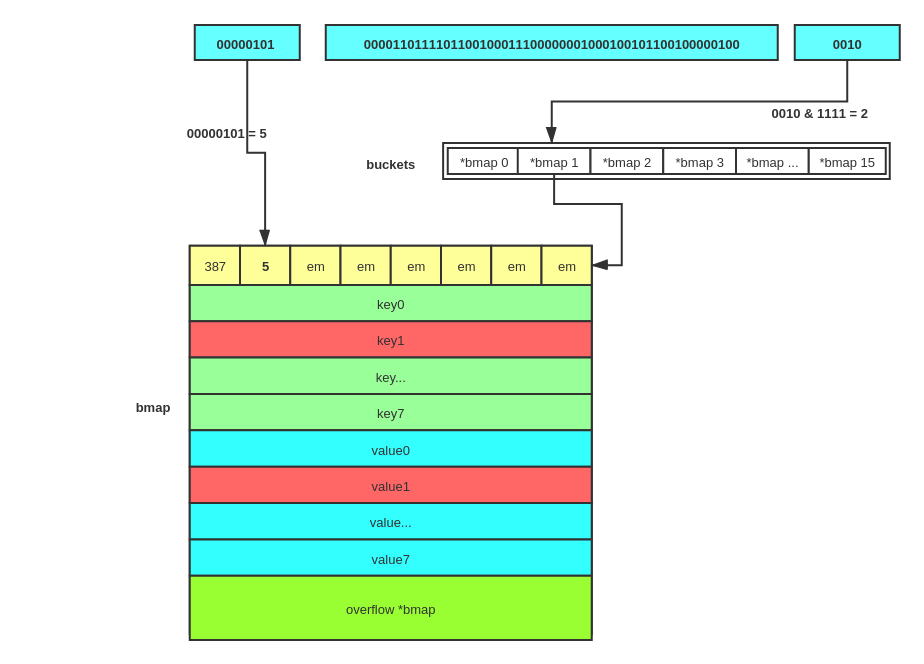 00000101
0000110111101100100011100000001000100101100100000100
0010
00000101 = 5
0010 & 1111 = 2
buckets
*bmap 0
*bmap 1
*bmap 2
*bmap 3
*bmap ...
*bmap 15
387
5
em
em
em
em
em
em
key0
key1
key...
key7
bmap
value0
value1
value...
value7
overflow *bmap